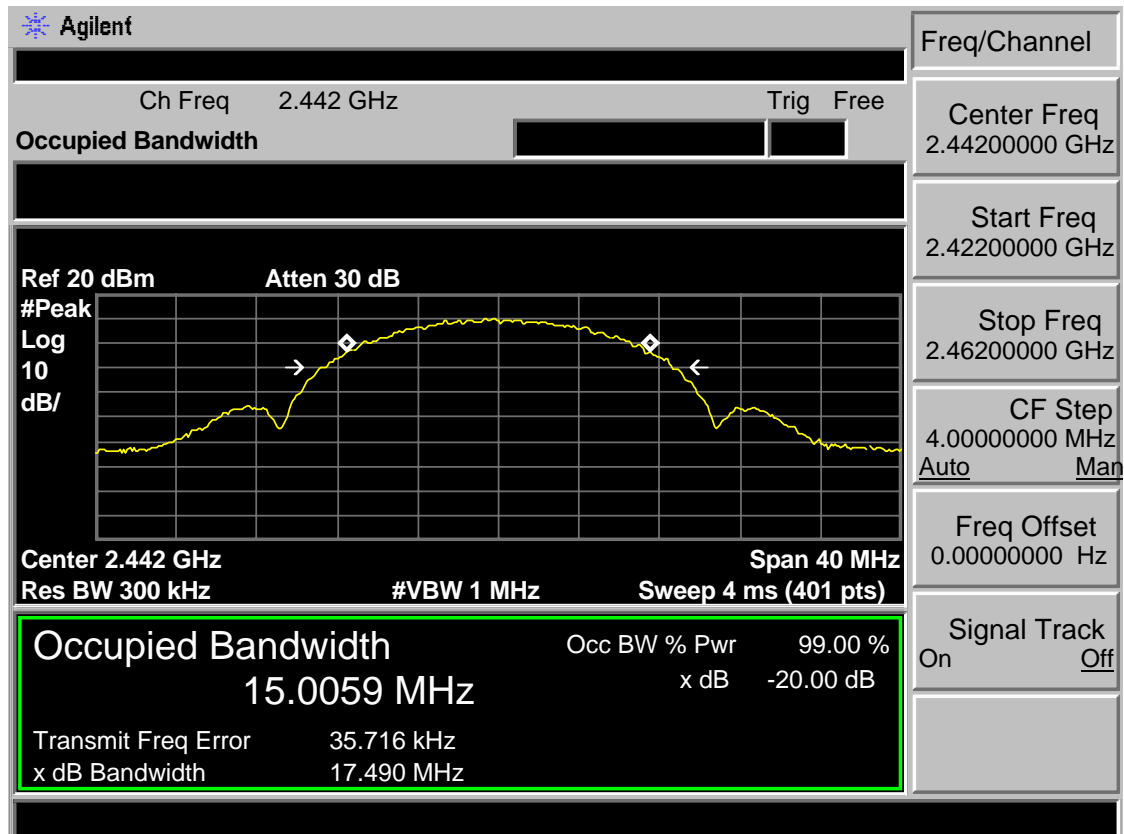 Agilent
Freq/Channel
Ch Freq 2.442 GHz Trig Free
Occupied Bandwidth
Center Freq
2.44200000 GHz
Start Freq
2.42200000 GHz
Stop Freq
2.46200000 GHz
CF Step
4.00000000 MHz
Auto Man
Freq Offset
0.00000000 Hz
Signal Track
On Off
Ref 20 dBm Atten 30 dB
#Peak
Log
10
dB/
Center 2.442 GHz Span 40 MHz
Res BW 300 kHz #VBW 1 MHz Sweep 4 ms (401 pts)
Occupied Bandwidth Occ BW % Pwr 99.00 %
15.0059 MHz x dB -20.00 dB
Transmit Freq Error 35.716 kHz
x dB Bandwidth 17.490 MHz